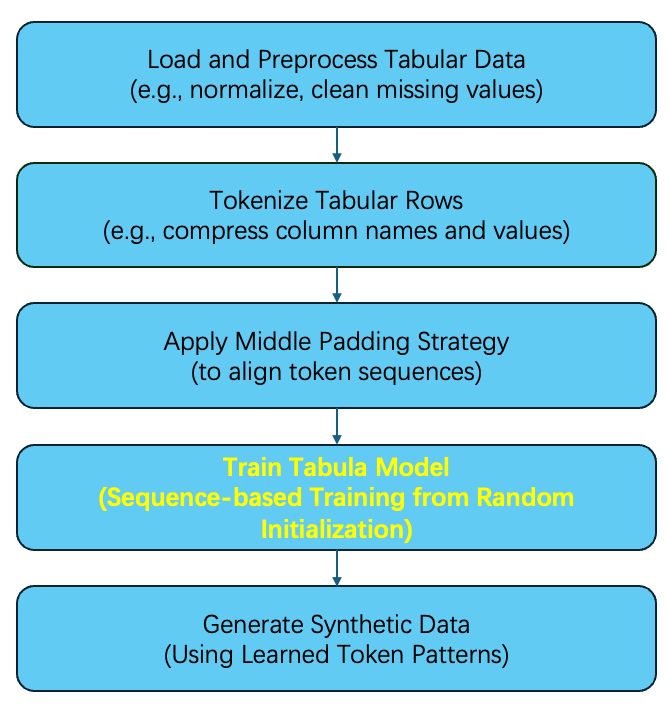 Load and Preprocess Tabular Data
(e.g., normalize, clean missing values)
Tokenize Tabular Rows
(e.g., compress column names and values)
Apply Middle Padding Strategy
(to align token sequences)
Train Tabula Model
(Sequence-based Training from Random
Initialization)
Generate Synthetic Data
(Using Learned Token Patterns)